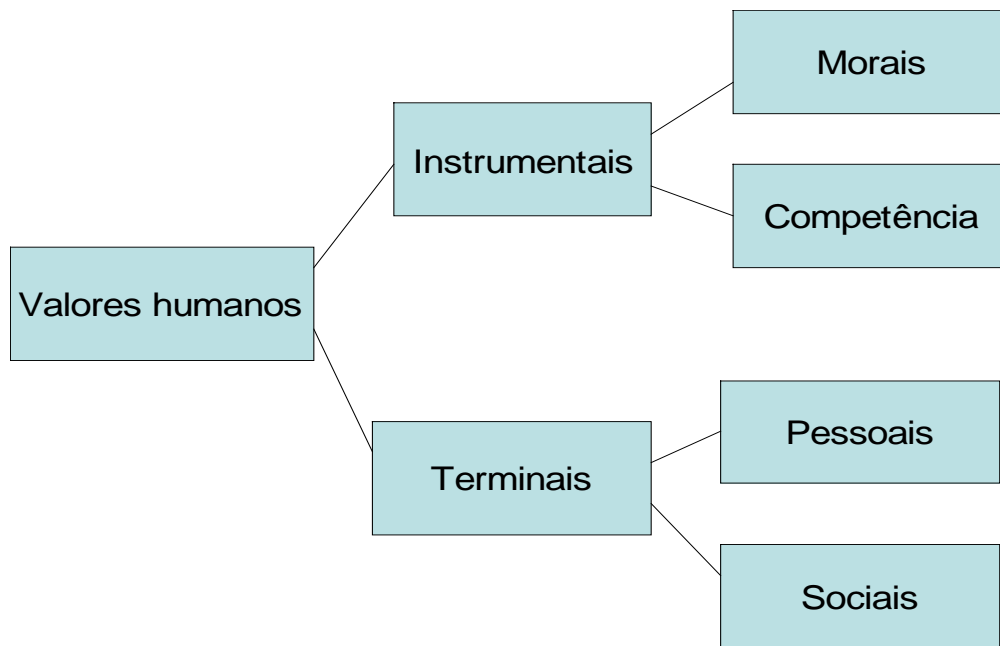 Valores humanos
Instrumentais
Morais
Competência
Terminais
Pessoais
Sociais